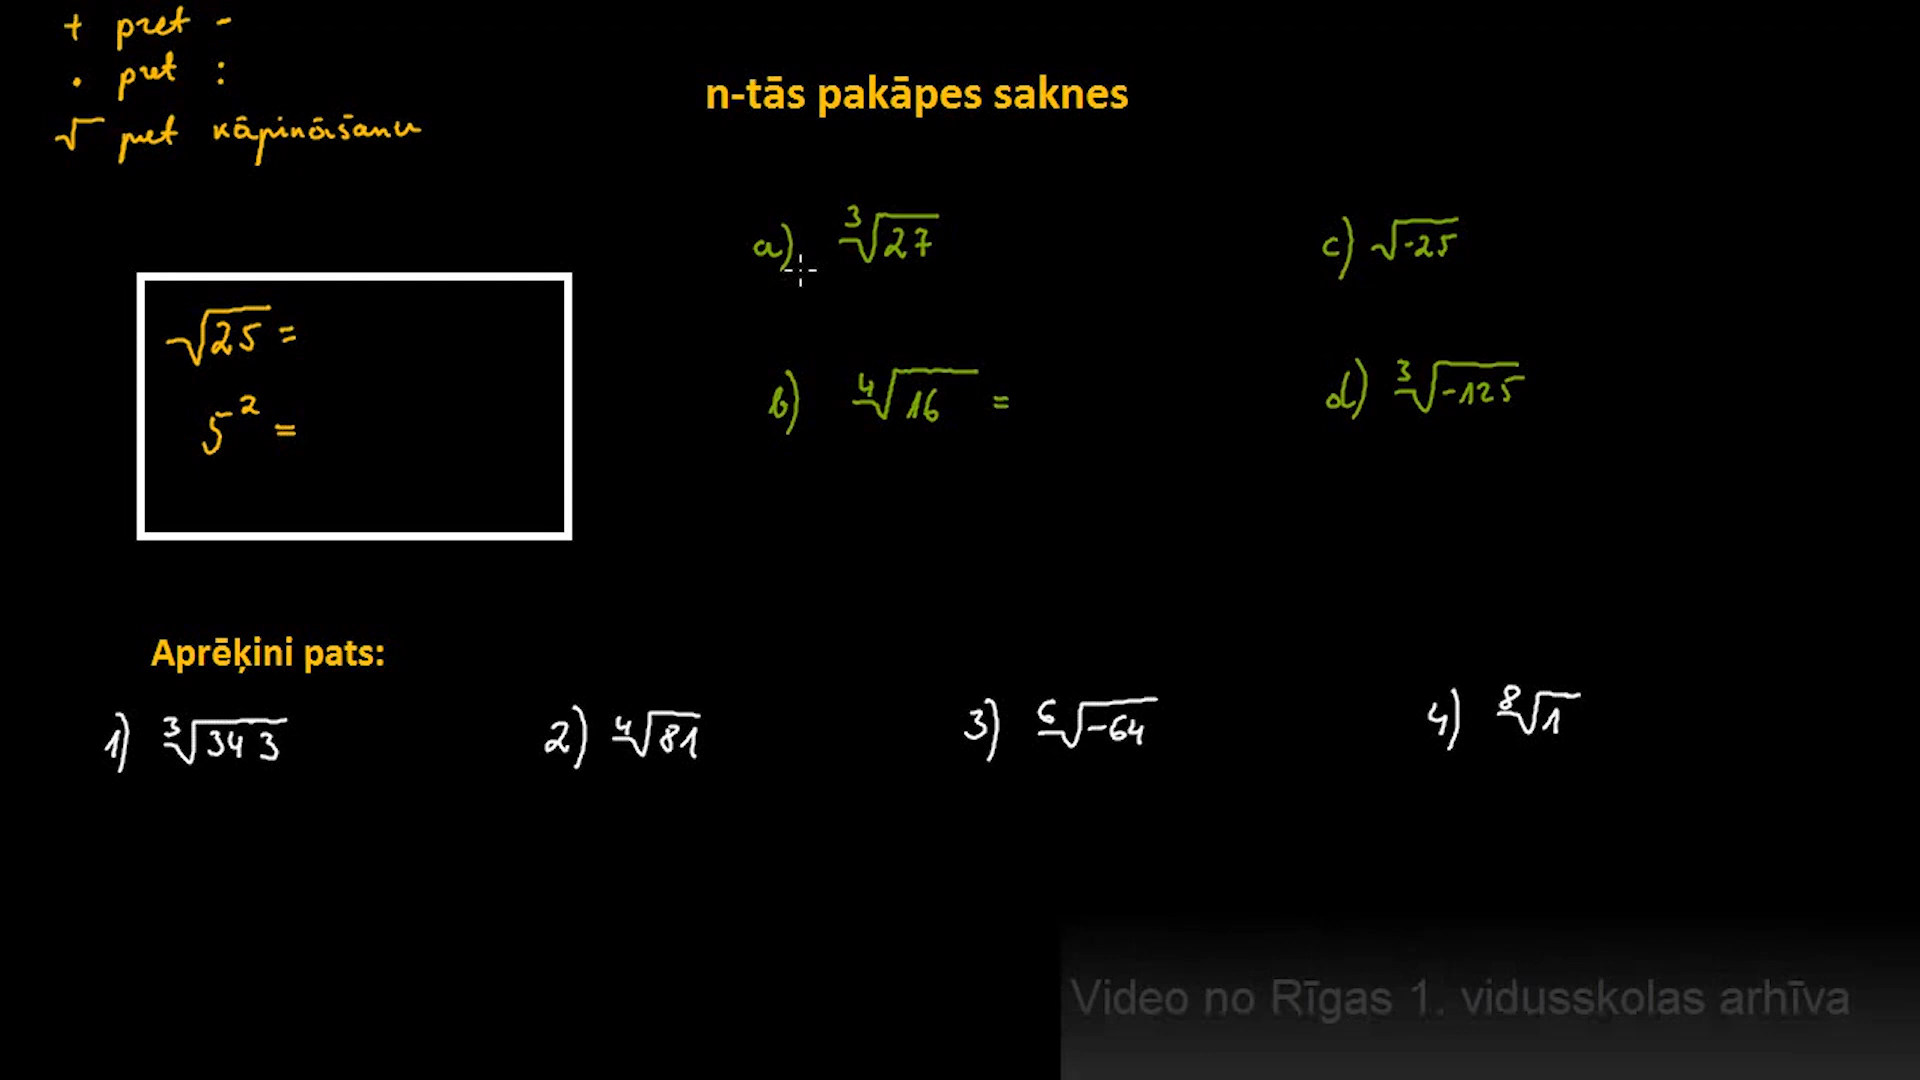 + pret -
· pret :
√ pret kāpināšanu
n-tās pakāpes saknes
√25 =
5² =
a) ³√27
b) ⁴√16 =
c) √-25
d) ³√-125
Aprēķini pats:
1) ³√343
2) ⁴√81
3) ⁶√-64
4) ⁸√1
Video no Rīgas 1. vidusskolas arhīva